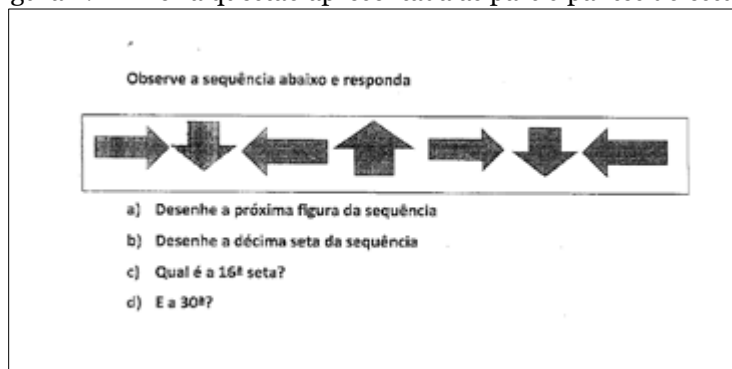 Observe a sequência abaixo e responda
a) Desenhe a próxima figura da sequência
b) Desenhe a décima seta da sequência
c) Qual é a 16ª seta?
d) E a 30ª?